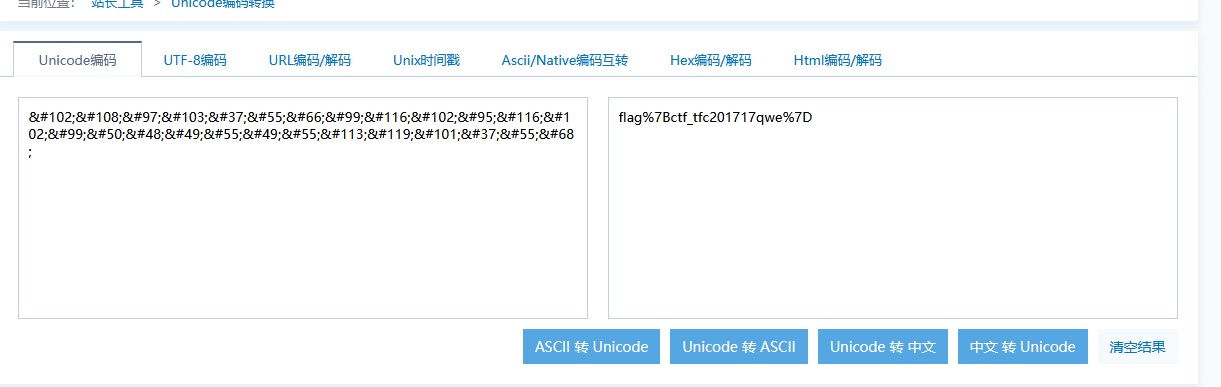 当前位置： 站长工具 > Unicode编码转换
Unicode编码 UTF-8编码 URL编码/解码 Unix时间戳 Ascii/Native编码互转 Hex编码/解码 Html编码/解码
&#102;&#108;&#97;&#103;&#37;&#55;&#66;&#99;&#116;&#102;&#95;&#116;&#1
02;&#99;&#50;&#48;&#49;&#55;&#49;&#55;&#113;&#119;&#101;&#37;&#55;&#68
;
flag%7Bctf_tfc201717qwe%7D
ASCII 转 Unicode Unicode 转 ASCII Unicode 转 中文 中文 转 Unicode 清空结果